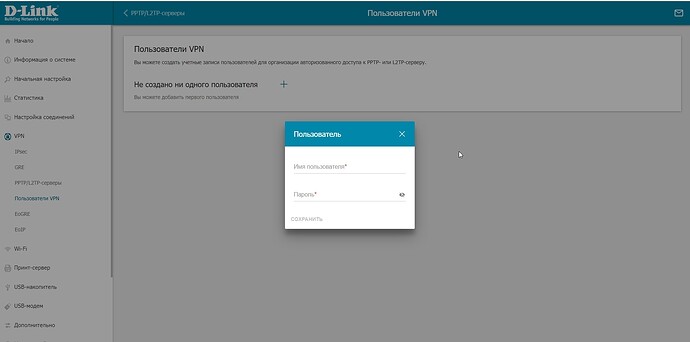 D-Link
Building Networks for People
PPTP/L2TP-серверы
Пользователи VPN
Начало
Информация о системе
Начальная настройка
Статистика
Настройка соединений
VPN
IPsec
GRE
PPTP/L2TP-серверы
Пользователи VPN
EoGRE
EoIP
Wi-Fi
Принт-сервер
USB-накопитель
USB-модем
Дополнительно
Пользователи VPN
Вы можете создать учетные записи пользователей для организации авторизованного доступа к PPTP- или L2TP-серверу.
Не создано ни одного пользователя
Вы можете добавить первого пользователя
Пользователь
Имя пользователя*
Пароль*
СОХРАНИТЬ